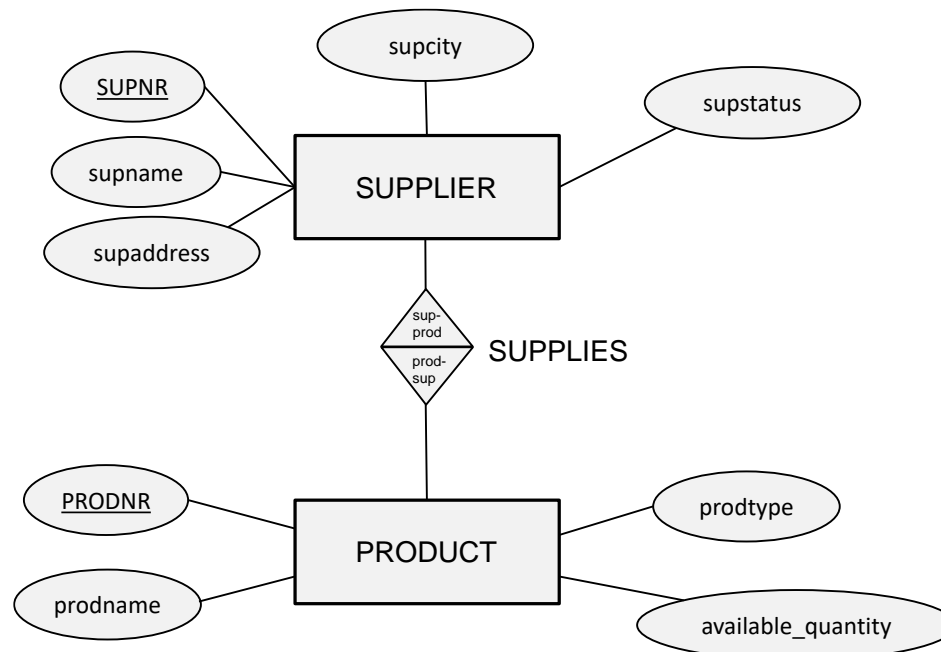 supcity
SUPNR
supstatus
supname
SUPPLIER
supaddress
sup-
prod
prod-
sup
SUPPLIES
PRODNR
prodtype
PRODUCT
prodname
available_quantity